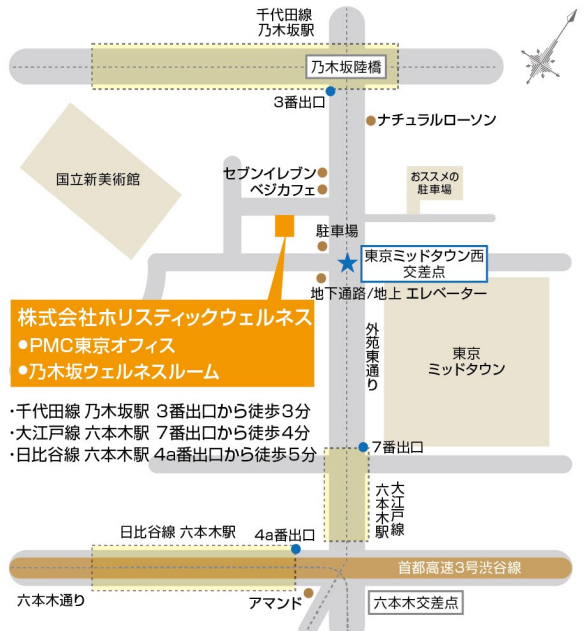 千代田線
乃木坂駅
乃木坂陸橋
3番出口
ナチュラルローソン
国立新美術館
セブンイレブン
ベジカフェ
おススメの
駐車場
駐車場
東京ミッドタウン西
交差点
地下通路/地上 エレベーター
株式会社ホリスティックウェルネス
●PMC東京オフィス
●乃木坂ウェルネスルーム
外苑東通り
東京
ミッドタウン
・千代田線 乃木坂駅 3番出口から徒歩3分
・大江戸線 六本木駅 7番出口から徒歩4分
・日比谷線 六本木駅 4a番出口から徒歩5分
7番出口
大江戸線
六本木駅
日比谷線 六本木駅
4a番出口
首都高速3号渋谷線
六本木通り
アマンド
六本木交差点